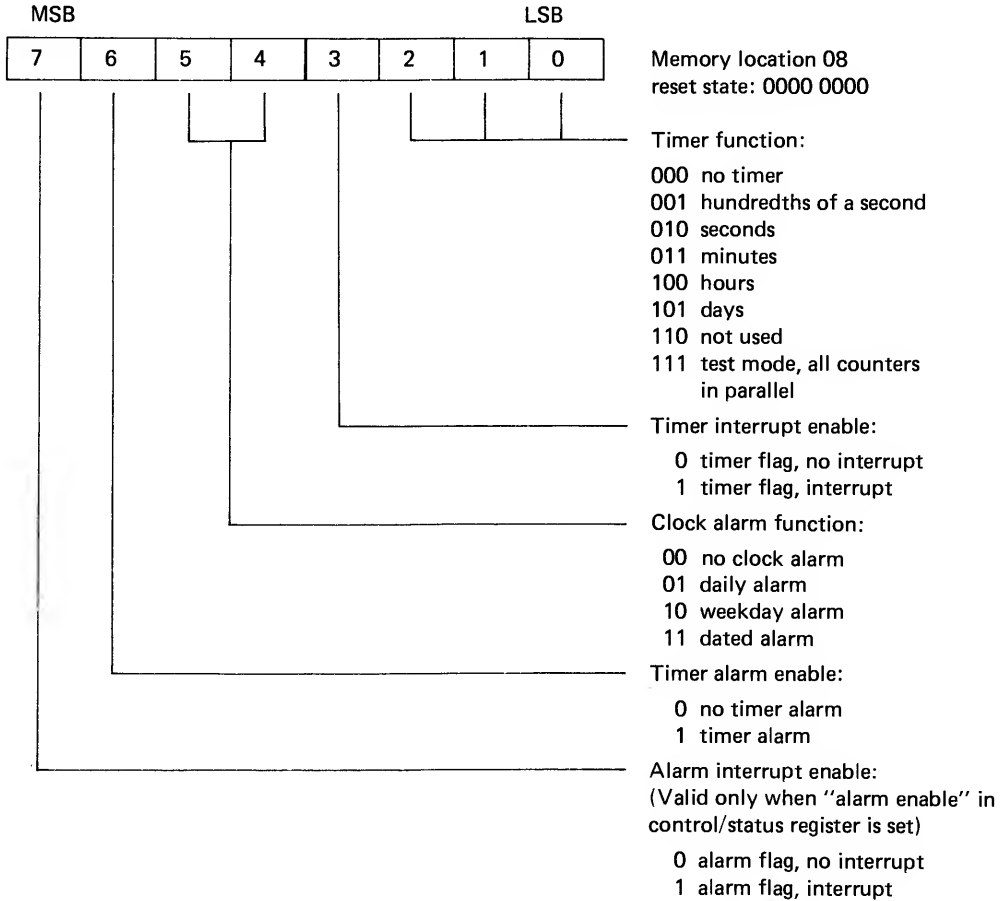 MSB LSB
7 6 5 4 3 2 1 0
Memory location 08
reset state: 0000 0000
Timer function:
000 no timer
001 hundredths of a second
010 seconds
011 minutes
100 hours
101 days
110 not used
111 test mode, all counters
in parallel
Timer interrupt enable:
0 timer flag, no interrupt
1 timer flag, interrupt
Clock alarm function:
00 no clock alarm
01 daily alarm
10 weekday alarm
11 dated alarm
Timer alarm enable:
0 no timer alarm
1 timer alarm
Alarm interrupt enable:
(Valid only when "alarm enable" in
control/status register is set)
0 alarm flag, no interrupt
1 alarm flag, interrupt